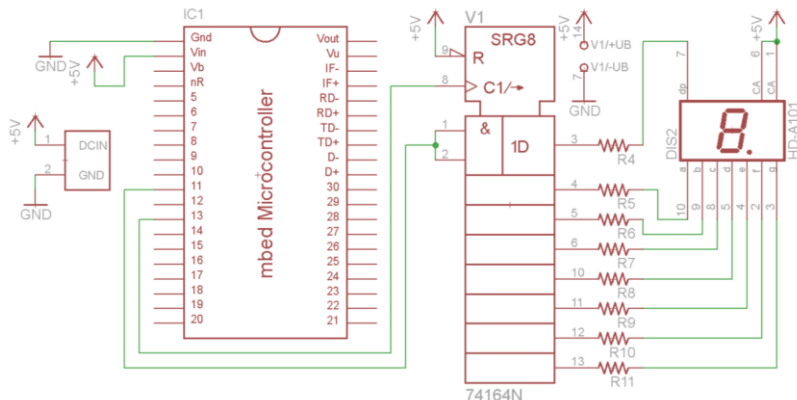 IC1
Gnd
Vin
Vb
nR
5
6
7
8
9
10
11
12
13
14
15
16
17
18
19
20
Vout
Vu
IF-
IF+
RD-
RD+
TD-
TD+
D-
D+
30
29
28
27
26
25
24
23
22
21
mbed Microcontroller
GND
+5V
+5V
1
2
DCIN
GND
GND
V1
+5V
9
R
SRG8
8
C1/→
1
2
&
1D
3
4
5
6
10
11
12
13
74164N
+5V
14
V1/+UB
V1/-UB
7
GND
R4
R5
R6
R7
R8
R9
R10
R11
+5V
7
6
1
dp
CA
CA
DIS2
8.
HD-A101
a
b
c
d
e
f
g
10
9
8
5
4
2
3